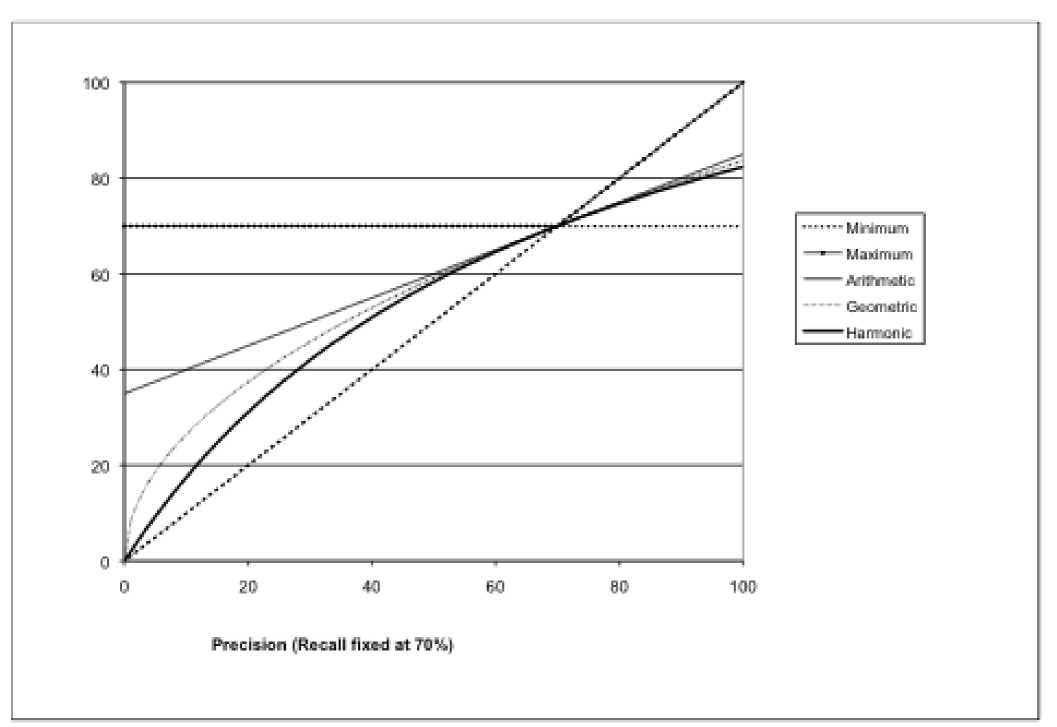 100
80
60
40
20
0
0 20 40 60 80 100
Precision (Recall fixed at 70%)
Minimum
Maximum
Arithmetic
Geometric
Harmonic